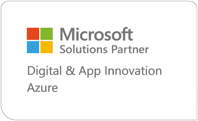 Microsoft
Solutions Partner
Digital & App Innovation
Azure